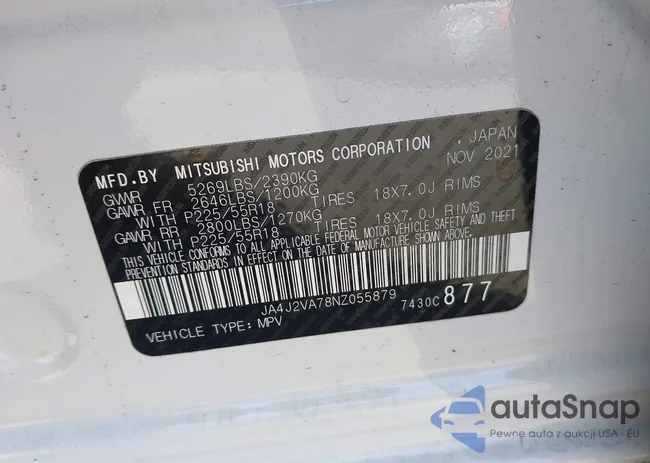 MFD.BY MITSUBISHI MOTORS CORPORATION . JAPAN
GVWR 5269LBS/2390KG NOV 2021
GAWR FR 2646LBS/1200KG
WITH P225/55R18 TIRES 18X7.0J RIMS
GAWR RR 2800LBS/1270KG
WITH P225/55R18 TIRES 18X7.0J RIMS
THIS VEHICLE CONFORMS TO ALL APPLICABLE FEDERAL MOTOR VEHICLE SAFETY AND THEFT
PREVENTION STANDARDS IN EFFECT ON THE DATE OF MANUFACTURE SHOWN ABOVE.
JA4J2VA78NZ055879 7430C 877
VEHICLE TYPE: MPV
autoSnap
Pewne auta z aukcji USA i EU